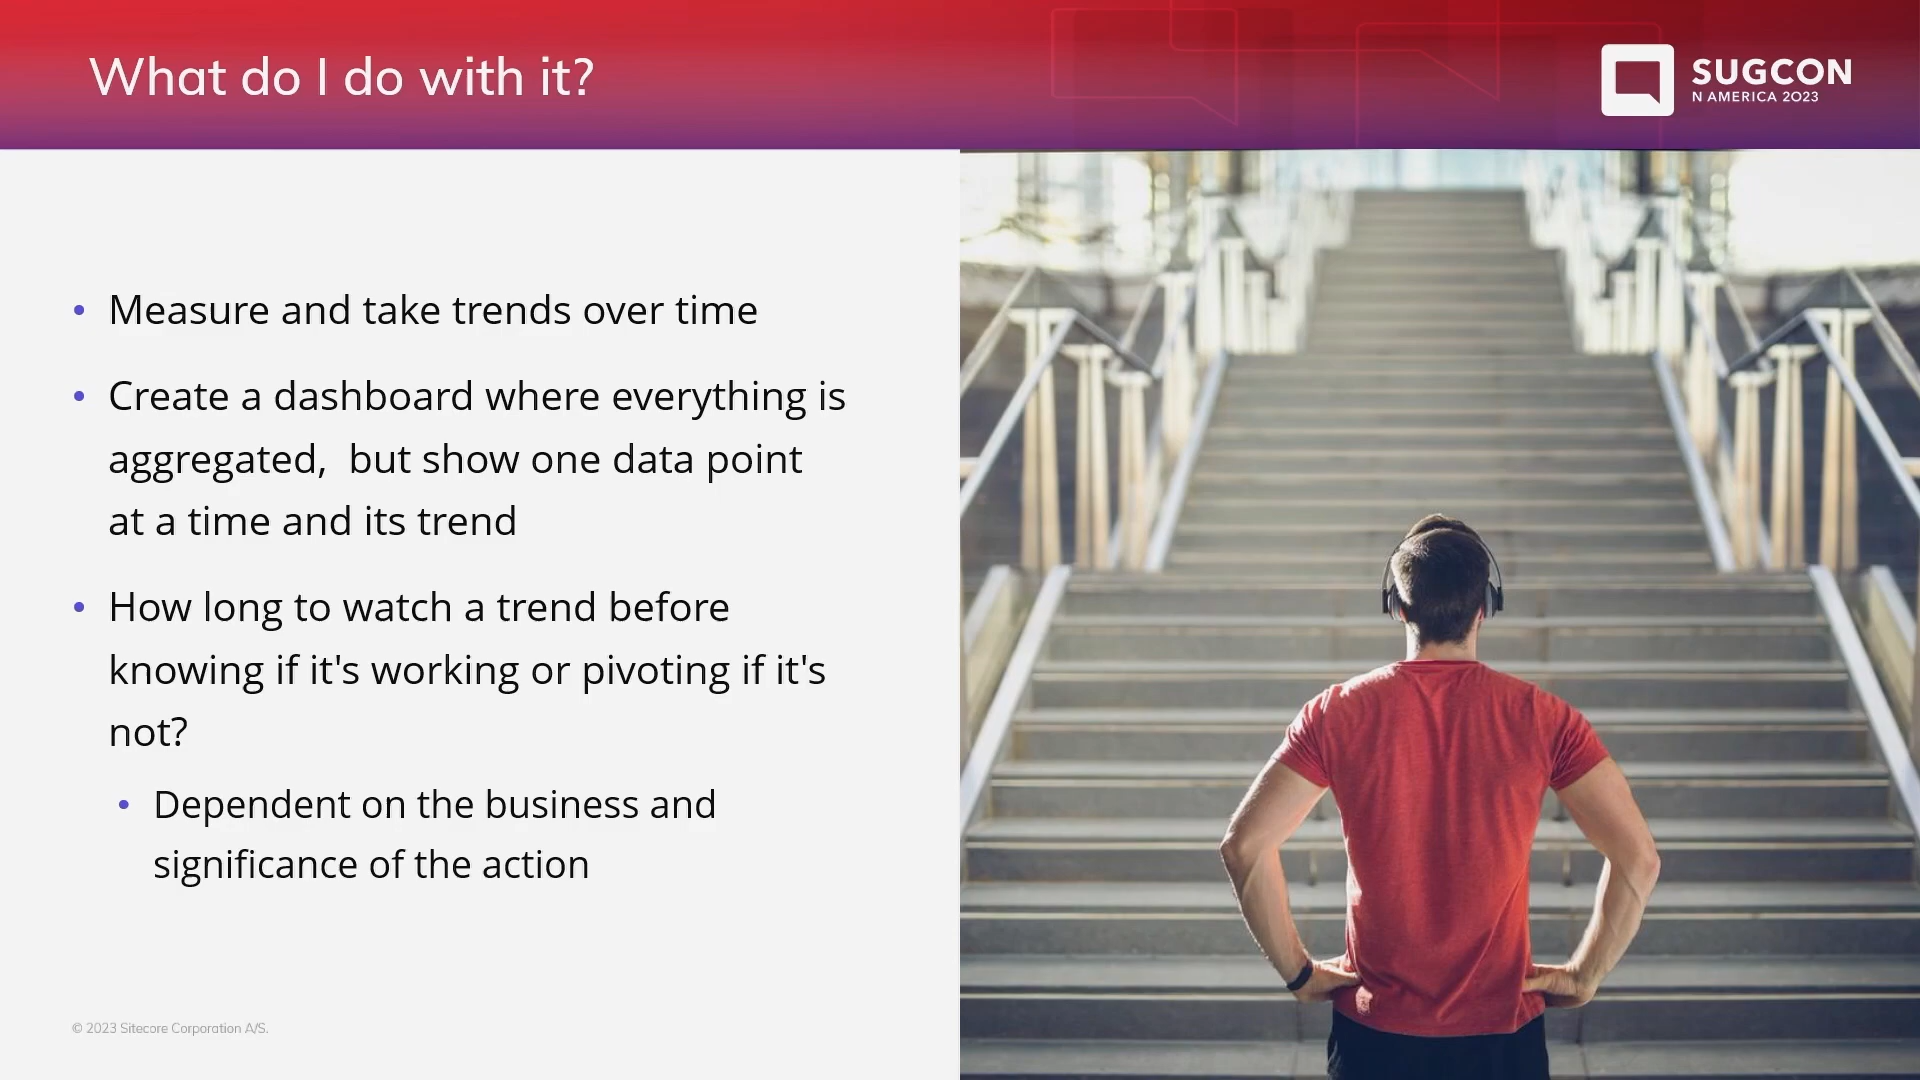 What do I do with it?
SUGCON
N AMERICA 2023
• Measure and take trends over time
• Create a dashboard where everything is
aggregated,  but show one data point
at a time and its trend
• How long to watch a trend before
knowing if it's working or pivoting if it's
not?
• Dependent on the business and
significance of the action
© 2023 Sitecore Corporation A/S.